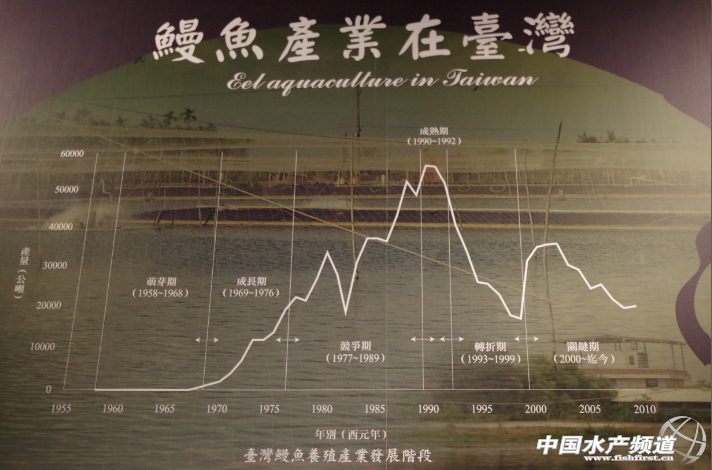 鰻魚產業在臺灣
Eel aquaculture in Taiwan
成熟期
(1990~1992)
60000
50000
40000
30000
20000
10000
0
產量(公噸)
萌芽期
(1958~1968)
成長期
(1969~1976)
競爭期
(1977~1989)
轉折期
(1993~1999)
關鍵期
(2000~迄今)
1955 1960 1965 1970 1975 1980 1985 1990 1995 2000 2005 2010
年別(西元年)
臺灣鰻魚養殖產業發展階段
中国水产频道
www.fishfirst.cn